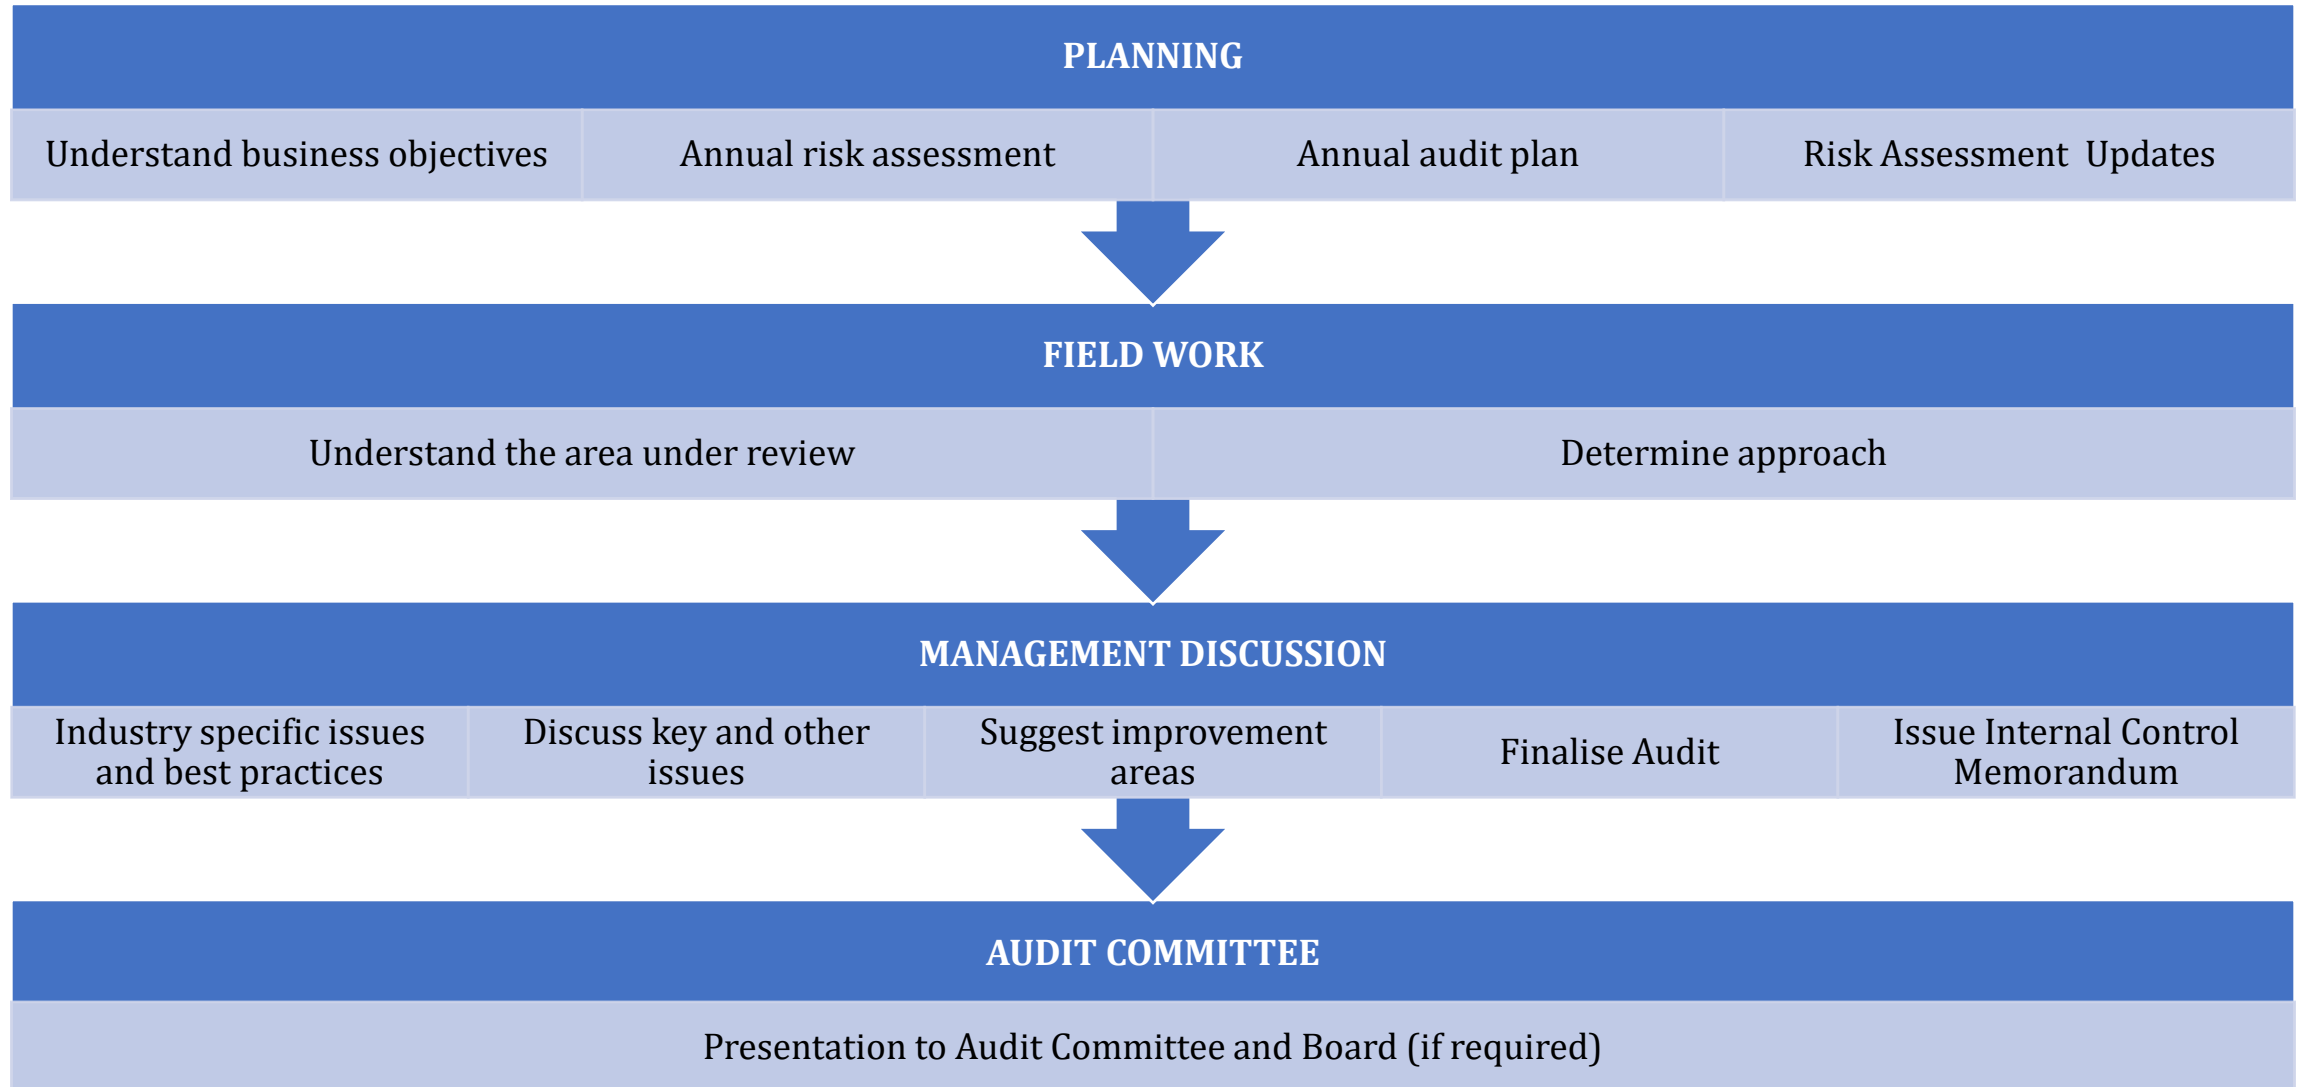 PLANNING
Understand business objectives
Annual risk assessment
Annual audit plan
Risk Assessment  Updates
FIELD WORK
Understand the area under review
Determine approach
MANAGEMENT DISCUSSION
Industry specific issues
and best practices
Discuss key and other
issues
Suggest improvement
areas
Finalise Audit
Issue Internal Control
Memorandum
AUDIT COMMITTEE
Presentation to Audit Committee and Board (if required)